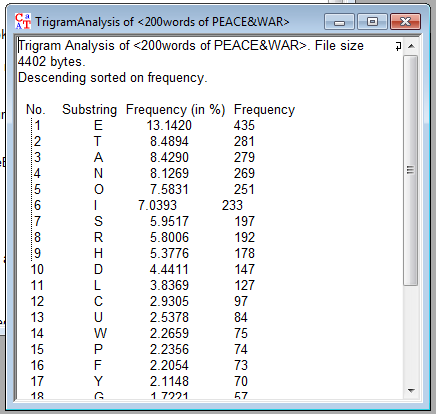 TrigramAnalysis of <200words of PEACE&WAR>
Trigram Analysis of <200words of PEACE&WAR>. File size
4402 bytes.
Descending sorted on frequency.
No. Substring Frequency (in %) Frequency
1 E 13.1420 435
2 T 8.4894 281
3 A 8.4290 279
4 N 8.1269 269
5 O 7.5831 251
6 I 7.0393 233
7 S 5.9517 197
8 R 5.8006 192
9 H 5.3776 178
10 D 4.4411 147
11 L 3.8369 127
12 C 2.9305 97
13 U 2.5378 84
14 W 2.2659 75
15 P 2.2356 74
16 F 2.2054 73
17 Y 2.1148 70
18 G 1.7221 57